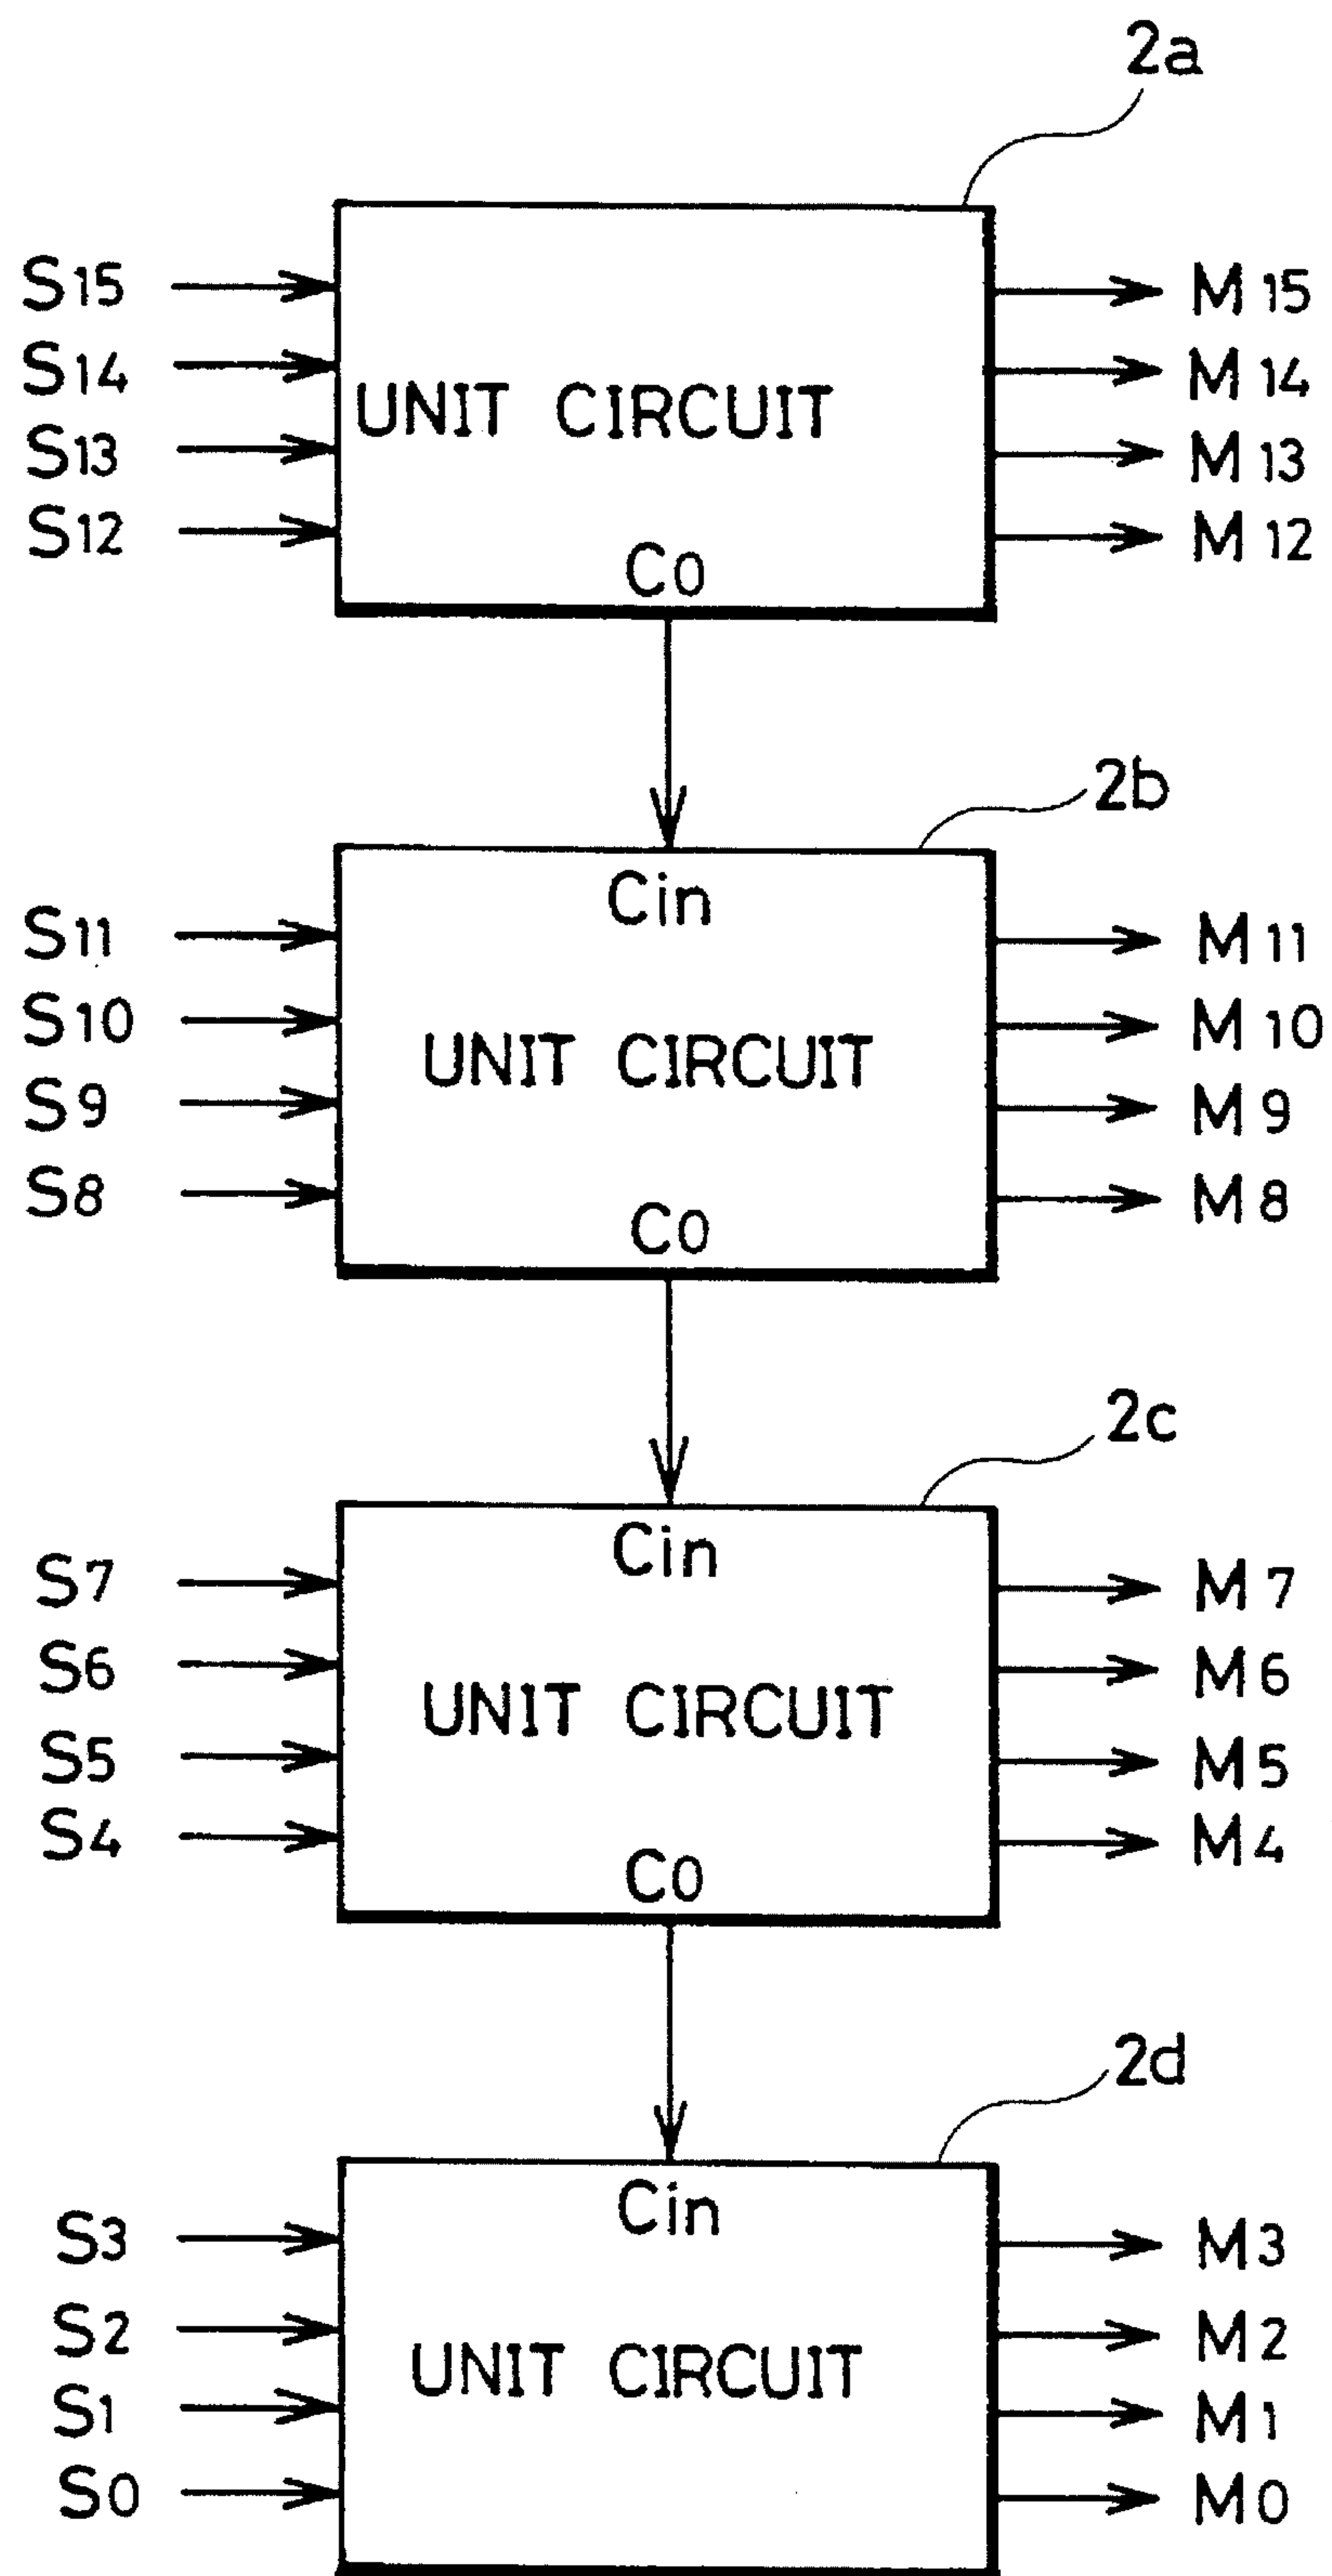 2a
S15 M15
S14 M14
UNIT CIRCUIT
S13 M13
S12 M12
C0
2b
Cin
S11 M11
S10 M10
UNIT CIRCUIT
S9 M9
S8 M8
C0
2c
Cin
S7 M7
S6 M6
UNIT CIRCUIT
S5 M5
S4 M4
C0
2d
Cin
S3 M3
S2 M2
UNIT CIRCUIT
S1 M1
S0 M0